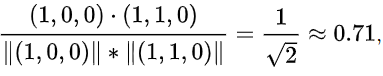 (1,0,0) · (1,1,0) / ‖(1,0,0)‖ * ‖(1,1,0)‖ = 1 / √2 ≈ 0.71,